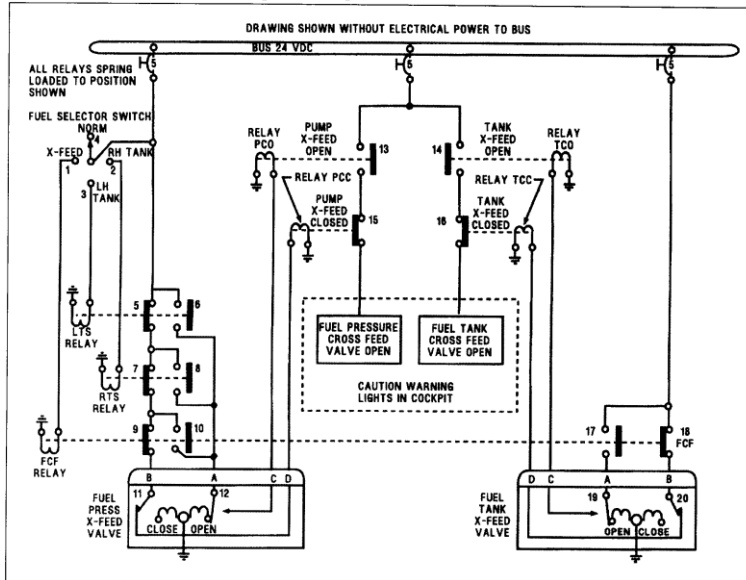 DRAWING SHOWN WITHOUT ELECTRICAL POWER TO BUS
BUS 24 VDC
5
5
5
ALL RELAYS SPRING
LOADED TO POSITION
SHOWN
FUEL SELECTOR SWITCH
NORM
4
X-FEED
1
RH TANK
2
3
LH
TANK
RELAY
PCO
PUMP
X-FEED
OPEN
13
14
TANK
X-FEED
OPEN
RELAY
TCO
RELAY PCC
PUMP
X-FEED
CLOSED
15
16
RELAY TCC
TANK
X-FEED
CLOSED
5
6
LTS
RELAY
7
8
RTS
RELAY
9
10
FCF
RELAY
FUEL PRESSURE
CROSS FEED
VALVE OPEN
FUEL TANK
CROSS FEED
VALVE OPEN
CAUTION WARNING
LIGHTS IN COCKPIT
17
18
FCF
B
A
C
D
11
12
FUEL
PRESS
X-FEED
VALVE
CLOSE
OPEN
D
C
A
B
19
20
FUEL
TANK
X-FEED
VALVE
OPEN
CLOSE